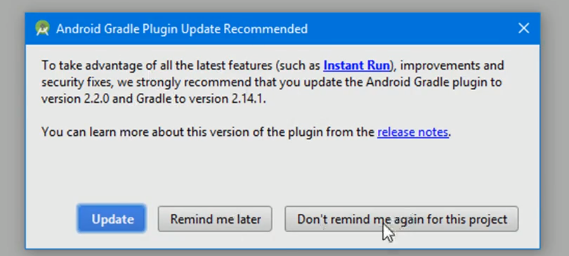 Android Gradle Plugin Update Recommended
To take advantage of all the latest features (such as Instant Run), improvements and
security fixes, we strongly recommend that you update the Android Gradle plugin to
version 2.2.0 and Gradle to version 2.14.1.
You can learn more about this version of the plugin from the release notes.
Update
Remind me later
Don't remind me again for this project